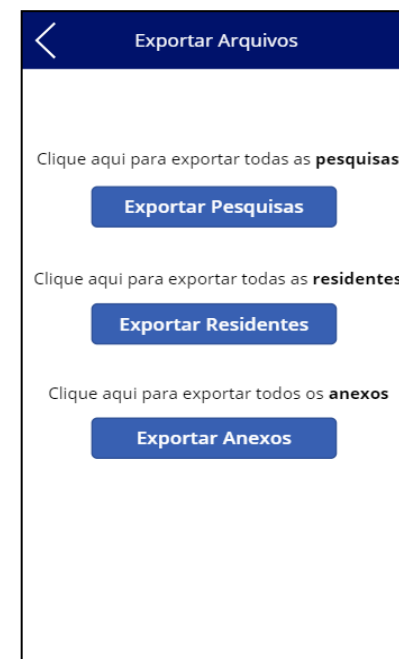 Exportar Arquivos
Clique aqui para exportar todas as pesquisas
Exportar Pesquisas
Clique aqui para exportar todas as residentes
Exportar Residentes
Clique aqui para exportar todos os anexos
Exportar Anexos